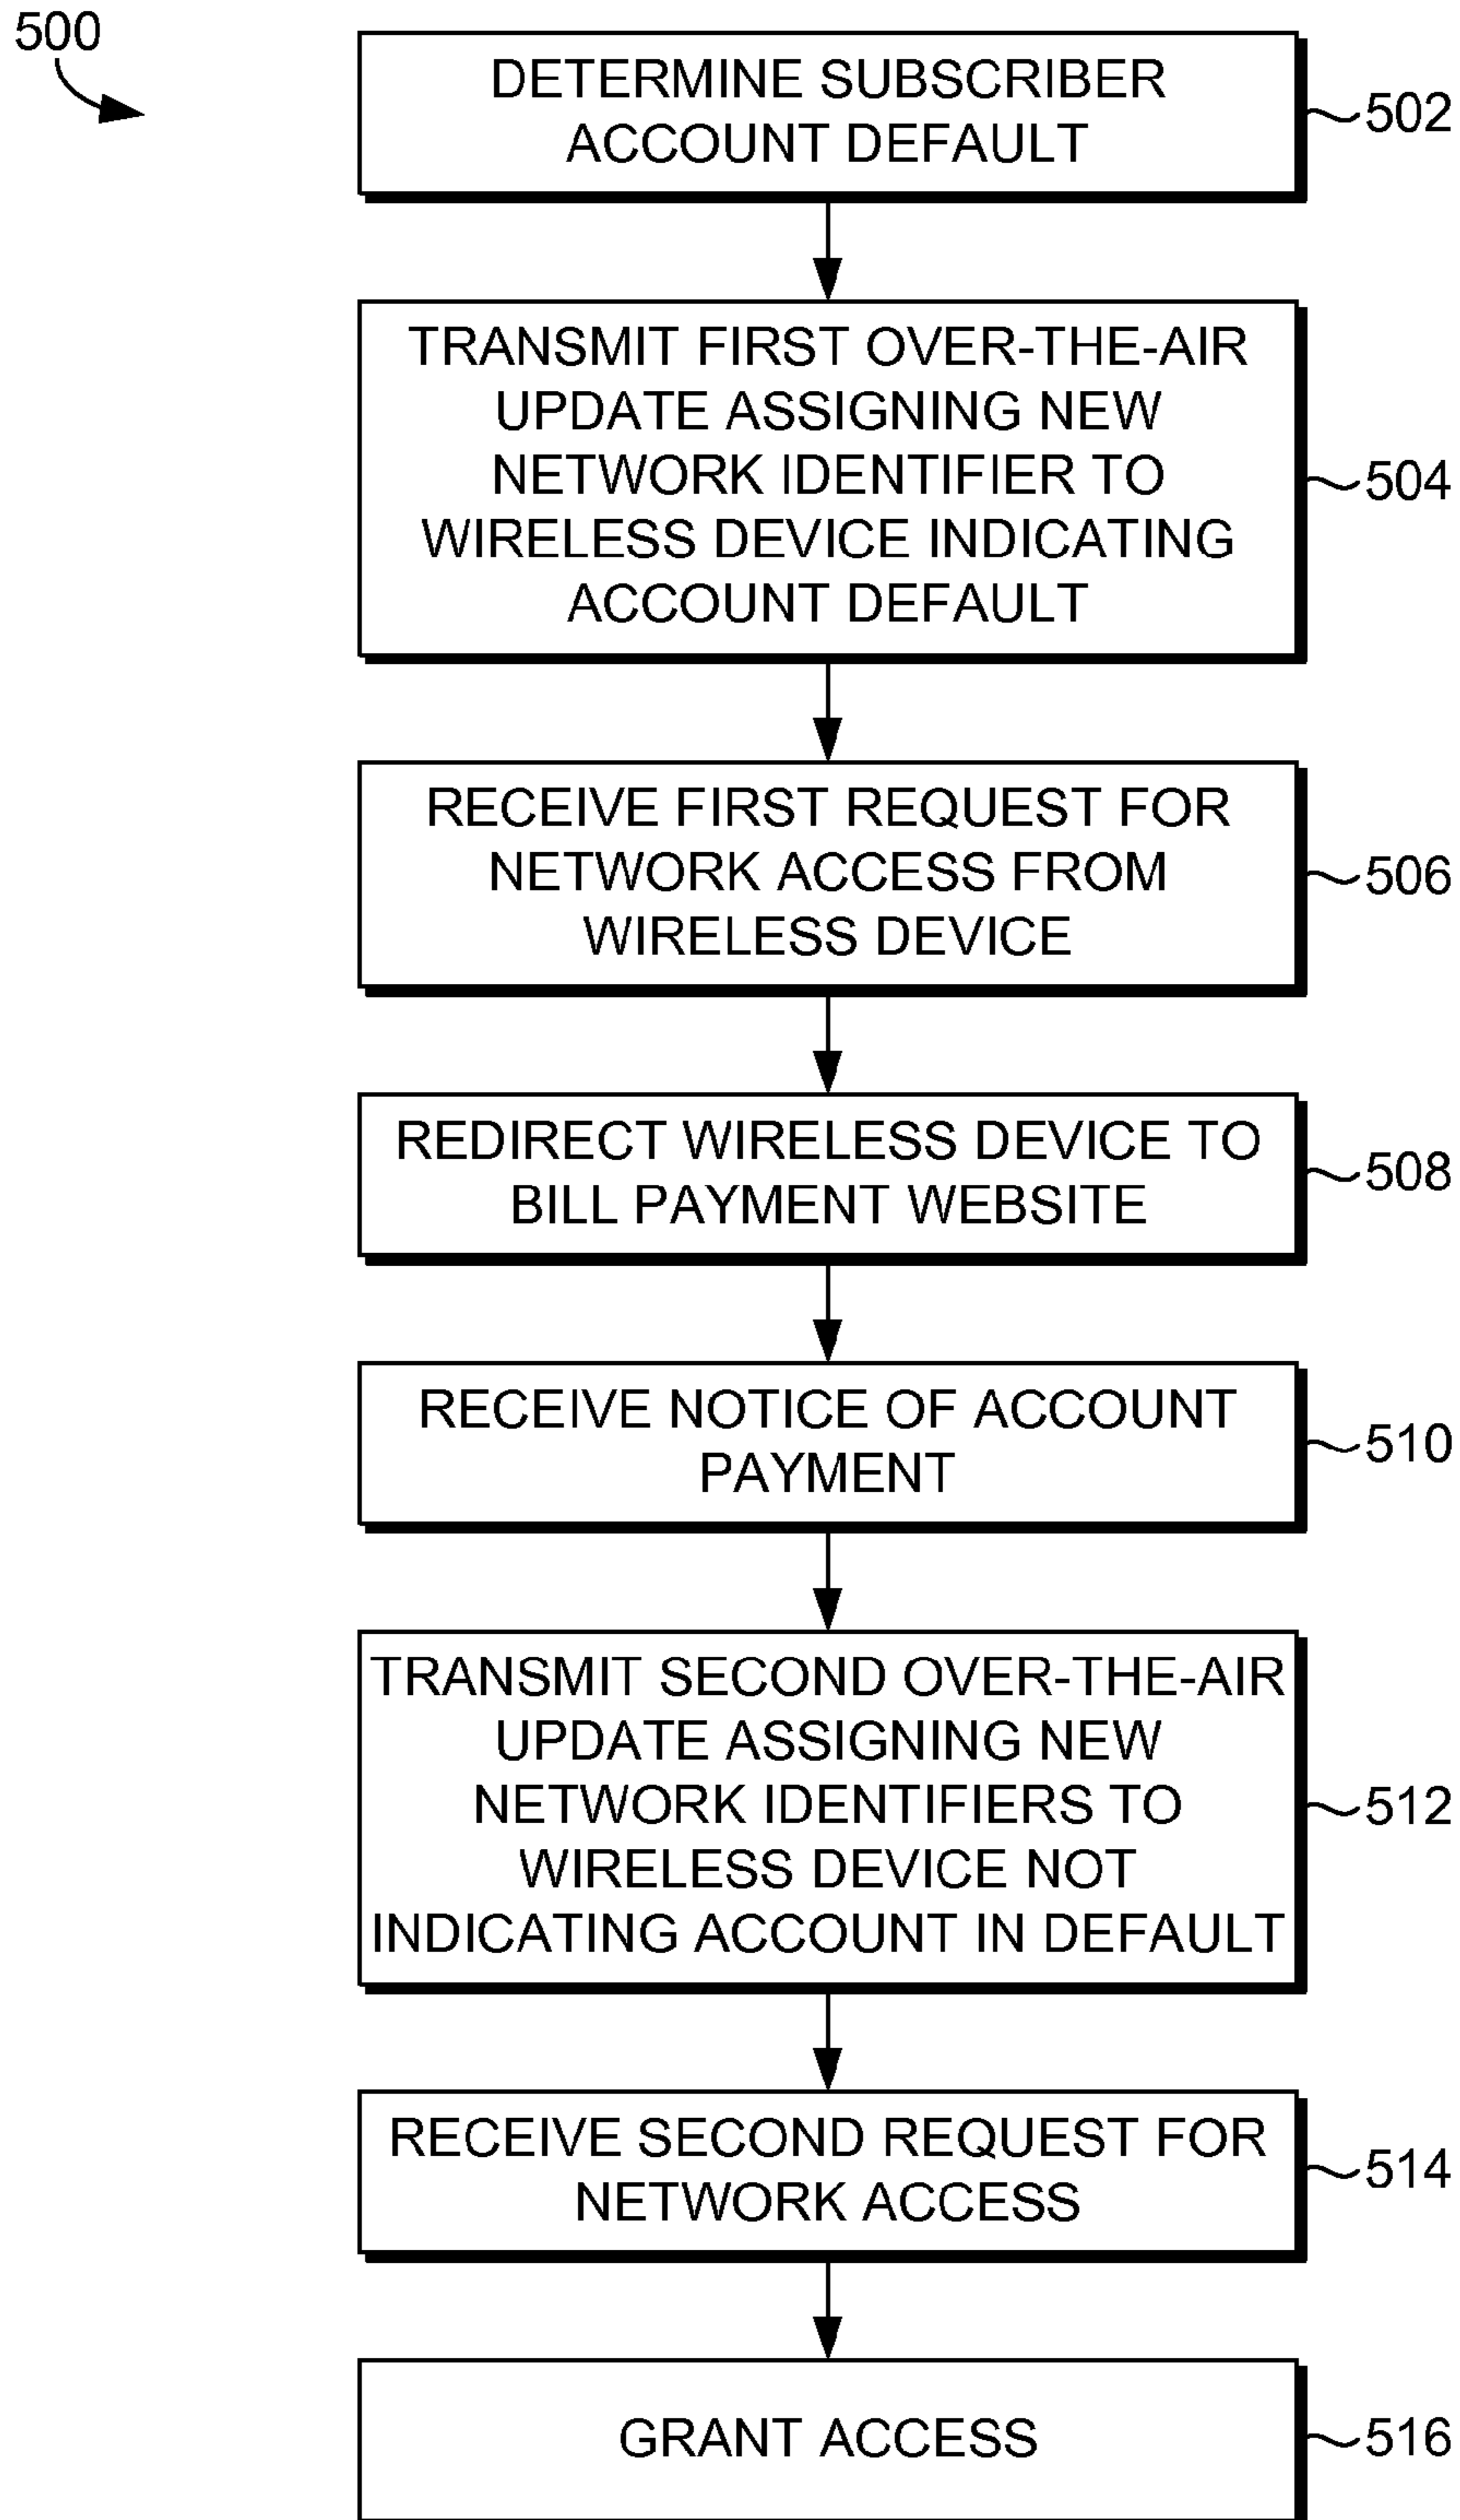 500
DETERMINE SUBSCRIBER
ACCOUNT DEFAULT
502
TRANSMIT FIRST OVER-THE-AIR
UPDATE ASSIGNING NEW
NETWORK IDENTIFIER TO
WIRELESS DEVICE INDICATING
ACCOUNT DEFAULT
504
RECEIVE FIRST REQUEST FOR
NETWORK ACCESS FROM
WIRELESS DEVICE
506
REDIRECT WIRELESS DEVICE TO
BILL PAYMENT WEBSITE
508
RECEIVE NOTICE OF ACCOUNT
PAYMENT
510
TRANSMIT SECOND OVER-THE-AIR
UPDATE ASSIGNING NEW
NETWORK IDENTIFIERS TO
WIRELESS DEVICE NOT
INDICATING ACCOUNT IN DEFAULT
512
RECEIVE SECOND REQUEST FOR
NETWORK ACCESS
514
GRANT ACCESS
516